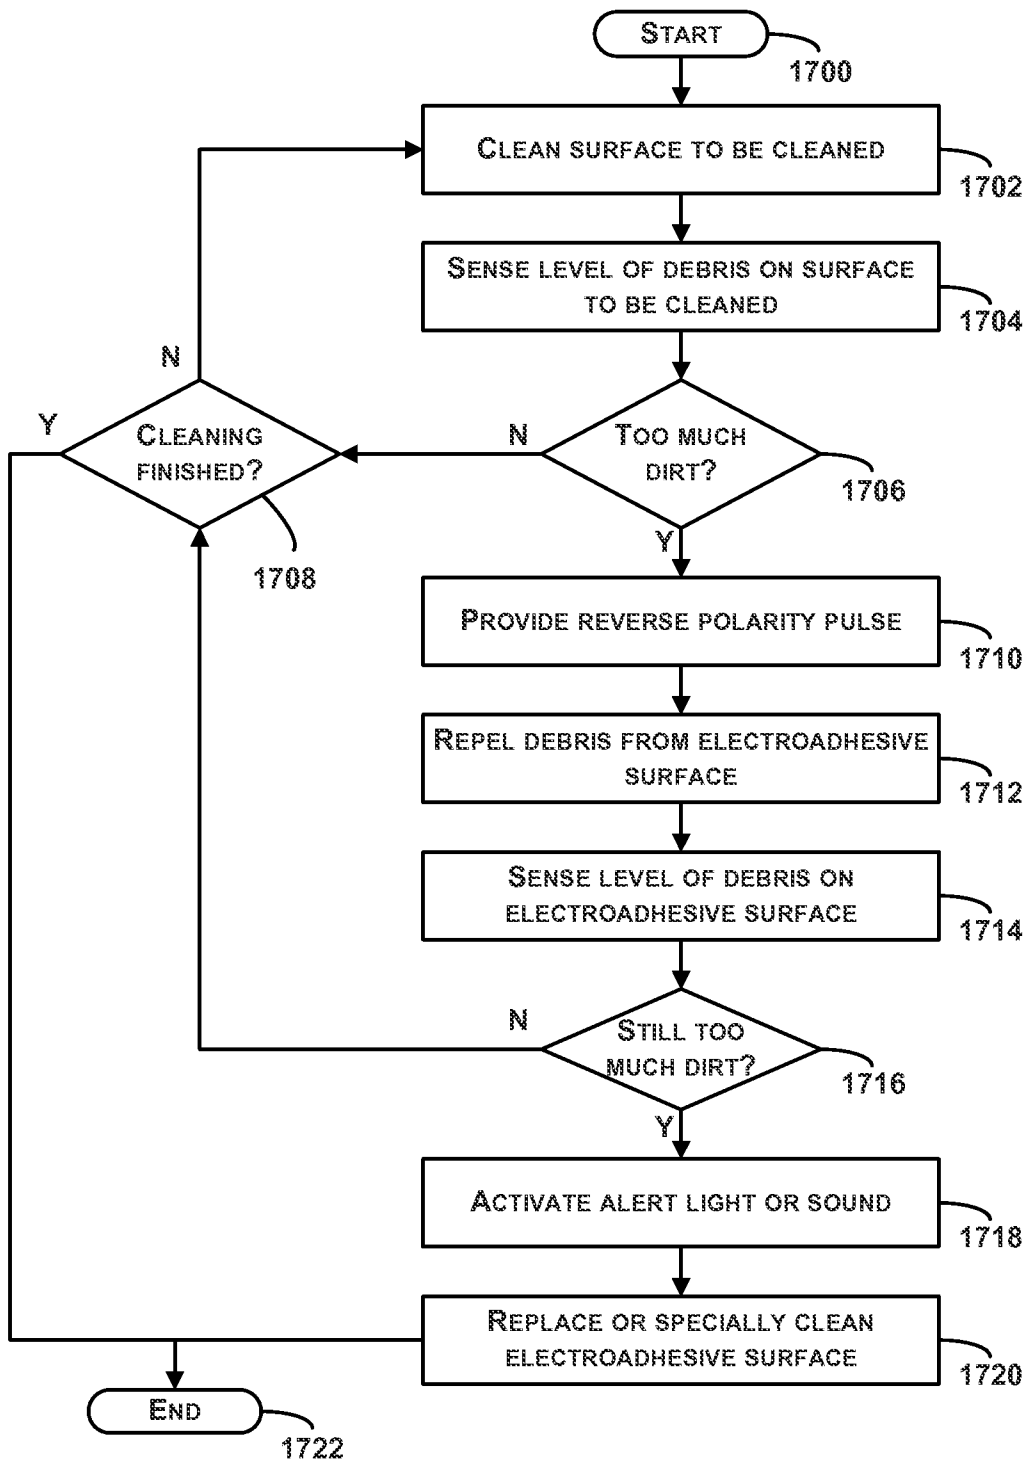 START
1700
CLEAN SURFACE TO BE CLEANED
1702
SENSE LEVEL OF DEBRIS ON SURFACE
TO BE CLEANED
1704
N
Y
CLEANING
FINISHED?
1708
N
TOO MUCH
DIRT?
1706
Y
PROVIDE REVERSE POLARITY PULSE
1710
REPEL DEBRIS FROM ELECTROADHESIVE
SURFACE
1712
SENSE LEVEL OF DEBRIS ON
ELECTROADHESIVE SURFACE
1714
N
STILL TOO
MUCH DIRT?
1716
Y
ACTIVATE ALERT LIGHT OR SOUND
1718
REPLACE OR SPECIALLY CLEAN
ELECTROADHESIVE SURFACE
1720
END
1722